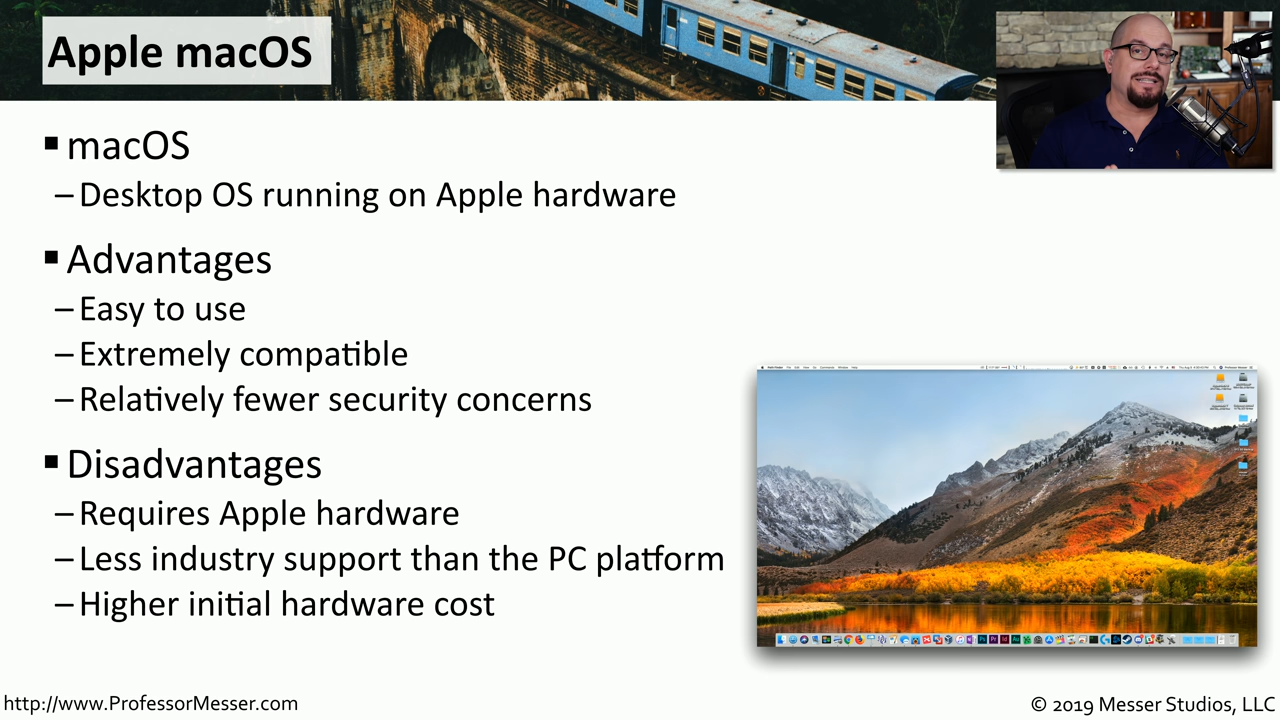 Apple macOS
▪ macOS
– Desktop OS running on Apple hardware
▪ Advantages
– Easy to use
– Extremely compatible
– Relatively fewer security concerns
▪ Disadvantages
– Requires Apple hardware
– Less industry support than the PC platform
– Higher initial hardware cost
http://www.ProfessorMesser.com
© 2019 Messer Studios, LLC